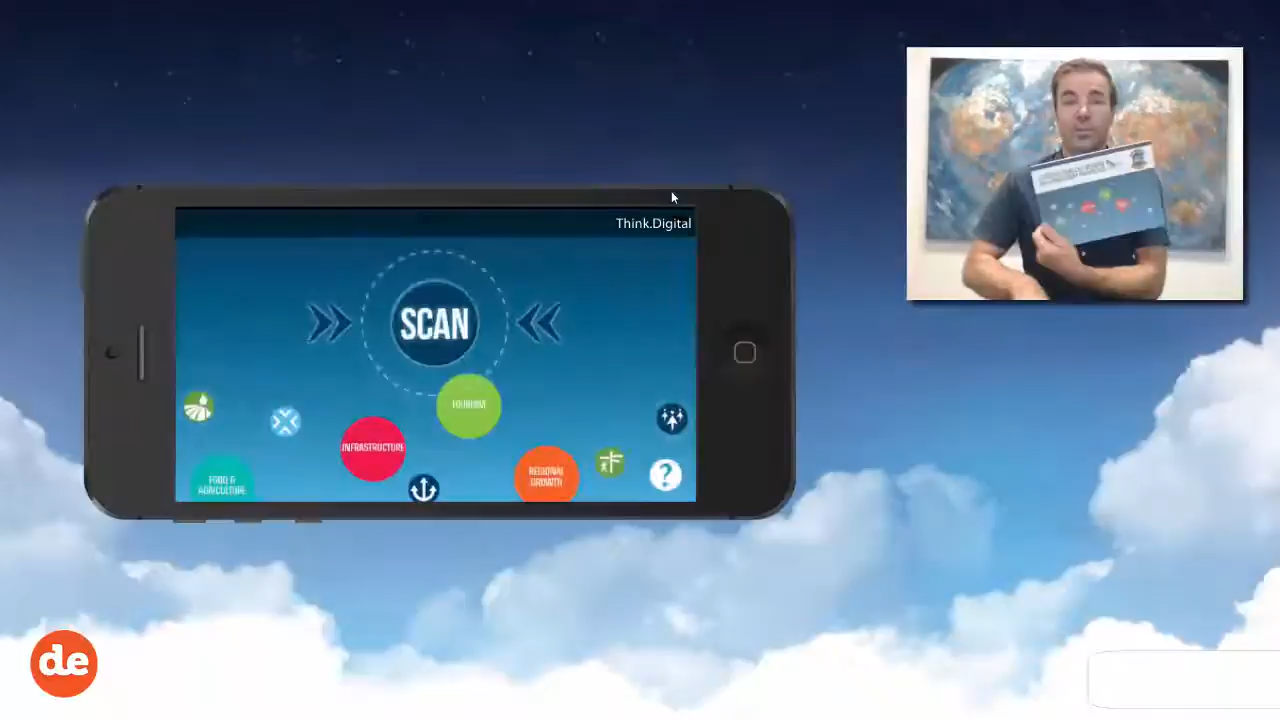 Think.Digital
SCAN
TOURISM
INFRASTRUCTURE
FOOD &
AGRICULTURE
REGIONAL
GROWTH
?
de